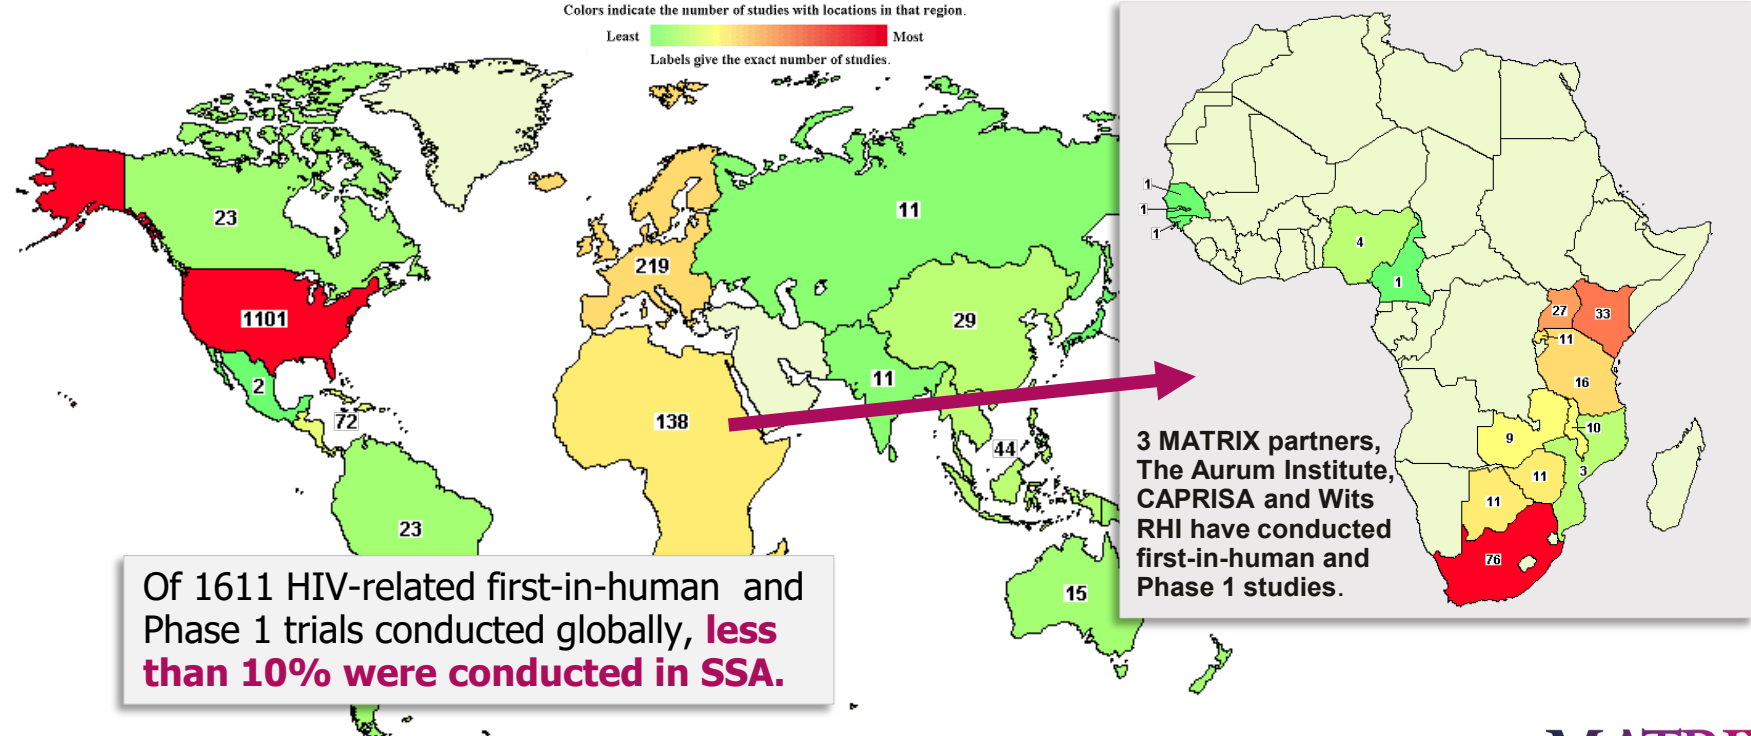 Colors indicate the number of studies with locations in that region.
Least
Most
Labels give the exact number of studies.
23
1101
2
72
23
219
138
11
29
11
44
15
1
1
1
4
1
27
33
11
16
9
10
3
11
11
76
3 MATRIX partners,
The Aurum Institute,
CAPRISA and Wits
RHI have conducted
first-in-human and
Phase 1 studies.
Of 1611 HIV-related first-in-human and
Phase 1 trials conducted globally, less
than 10% were conducted in SSA.